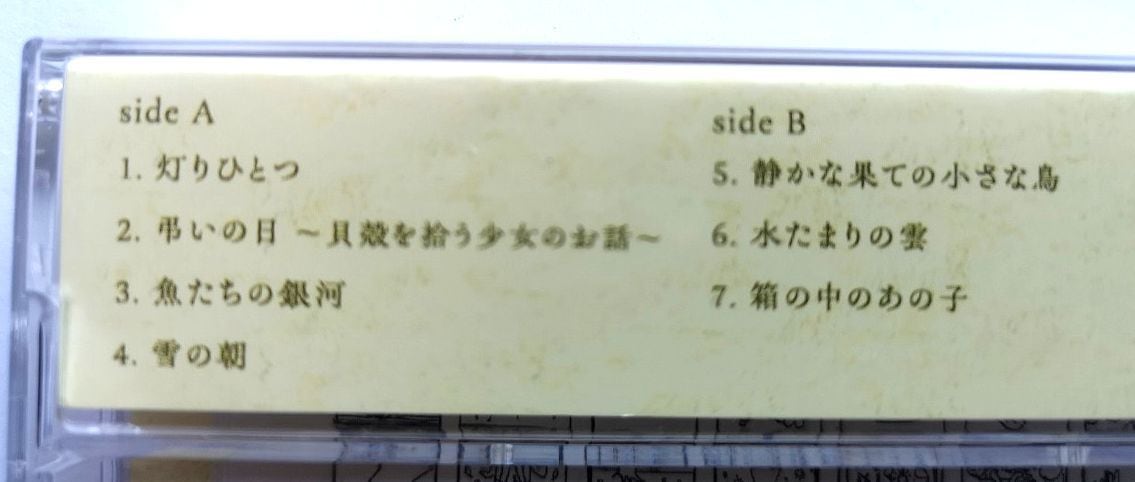 side A
1. 灯りひとつ
2. 弔いの日 ～貝殻を拾う少女のお話～
3. 魚たちの銀河
4. 雪の朝
side B
5. 静かな果ての小さな鳥
6. 水たまりの雲
7. 箱の中のあの子